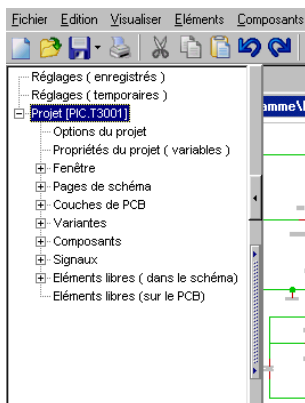 Fichier Edition Visualiser Eléments Composants
amme\
Réglages ( enregistrés )
Réglages ( temporaires )
Projet [PIC.T3001]
Options du projet
Propriétés du projet ( variables )
Fenêtre
Pages de schéma
Couches de PCB
Variantes
Composants
Signaux
Eléments libres ( dans le schéma)
Eléments libres (sur le PCB)